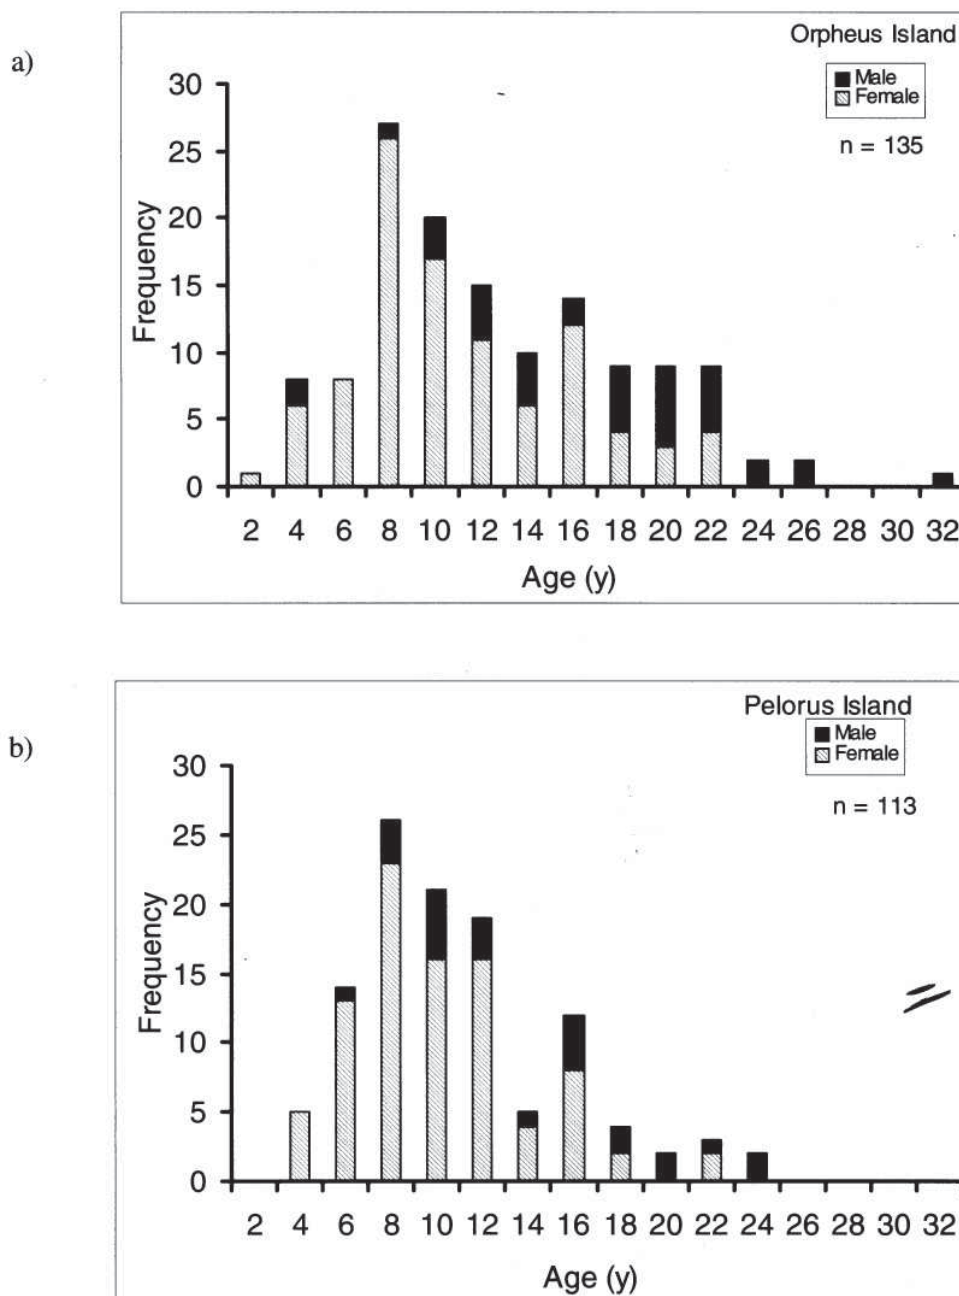 a)
Orpheus Island
Male
Female
n = 135
30
25
20
15
10
5
0
Frequency
2 4 6 8 10 12 14 16 18 20 22 24 26 28 30 32
Age (y)
b)
Pelorus Island
Male
Female
n = 113
30
25
20
15
10
5
0
Frequency
2 4 6 8 10 12 14 16 18 20 22 24 26 28 30 32
Age (y)